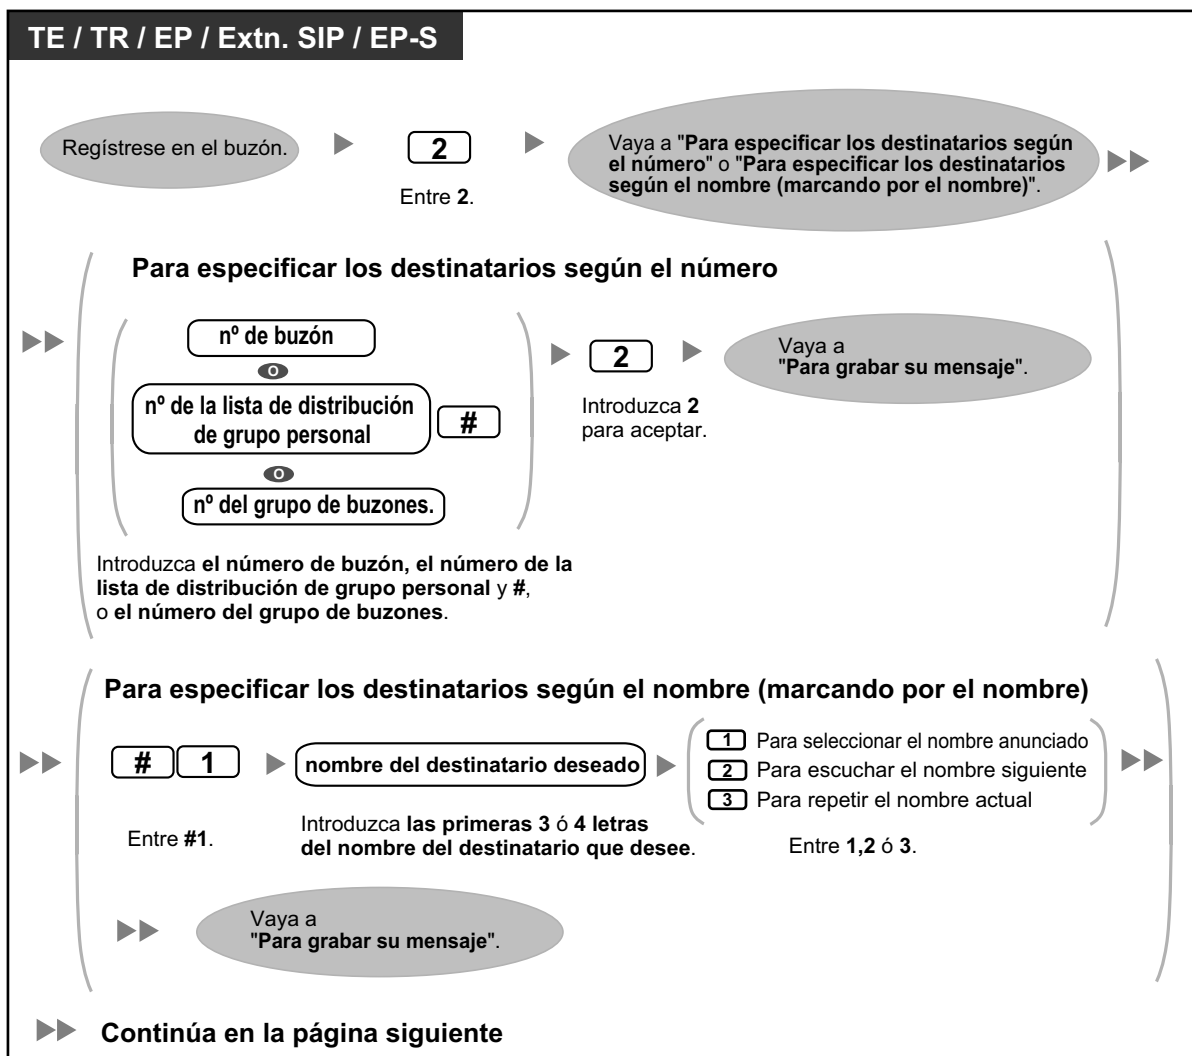 TE / TR / EP / Extn. SIP / EP-S
Regístrese en el buzón.
2
Entre 2.
Vaya a "Para especificar los destinatarios según
el número" o "Para especificar los destinatarios
según el nombre (marcando por el nombre)".
Para especificar los destinatarios según el número
nº de buzón
O
nº de la lista de distribución
de grupo personal
#
O
nº del grupo de buzones.
Introduzca el número de buzón, el número de la
lista de distribución de grupo personal y #,
o el número del grupo de buzones.
2
Introduzca 2
para aceptar.
Vaya a
"Para grabar su mensaje".
Para especificar los destinatarios según el nombre (marcando por el nombre)
# 1
Entre #1.
nombre del destinatario deseado
Introduzca las primeras 3 ó 4 letras
del nombre del destinatario que desee.
1 Para seleccionar el nombre anunciado
2 Para escuchar el nombre siguiente
3 Para repetir el nombre actual
Entre 1,2 ó 3.
Vaya a
"Para grabar su mensaje".
Continúa en la página siguiente